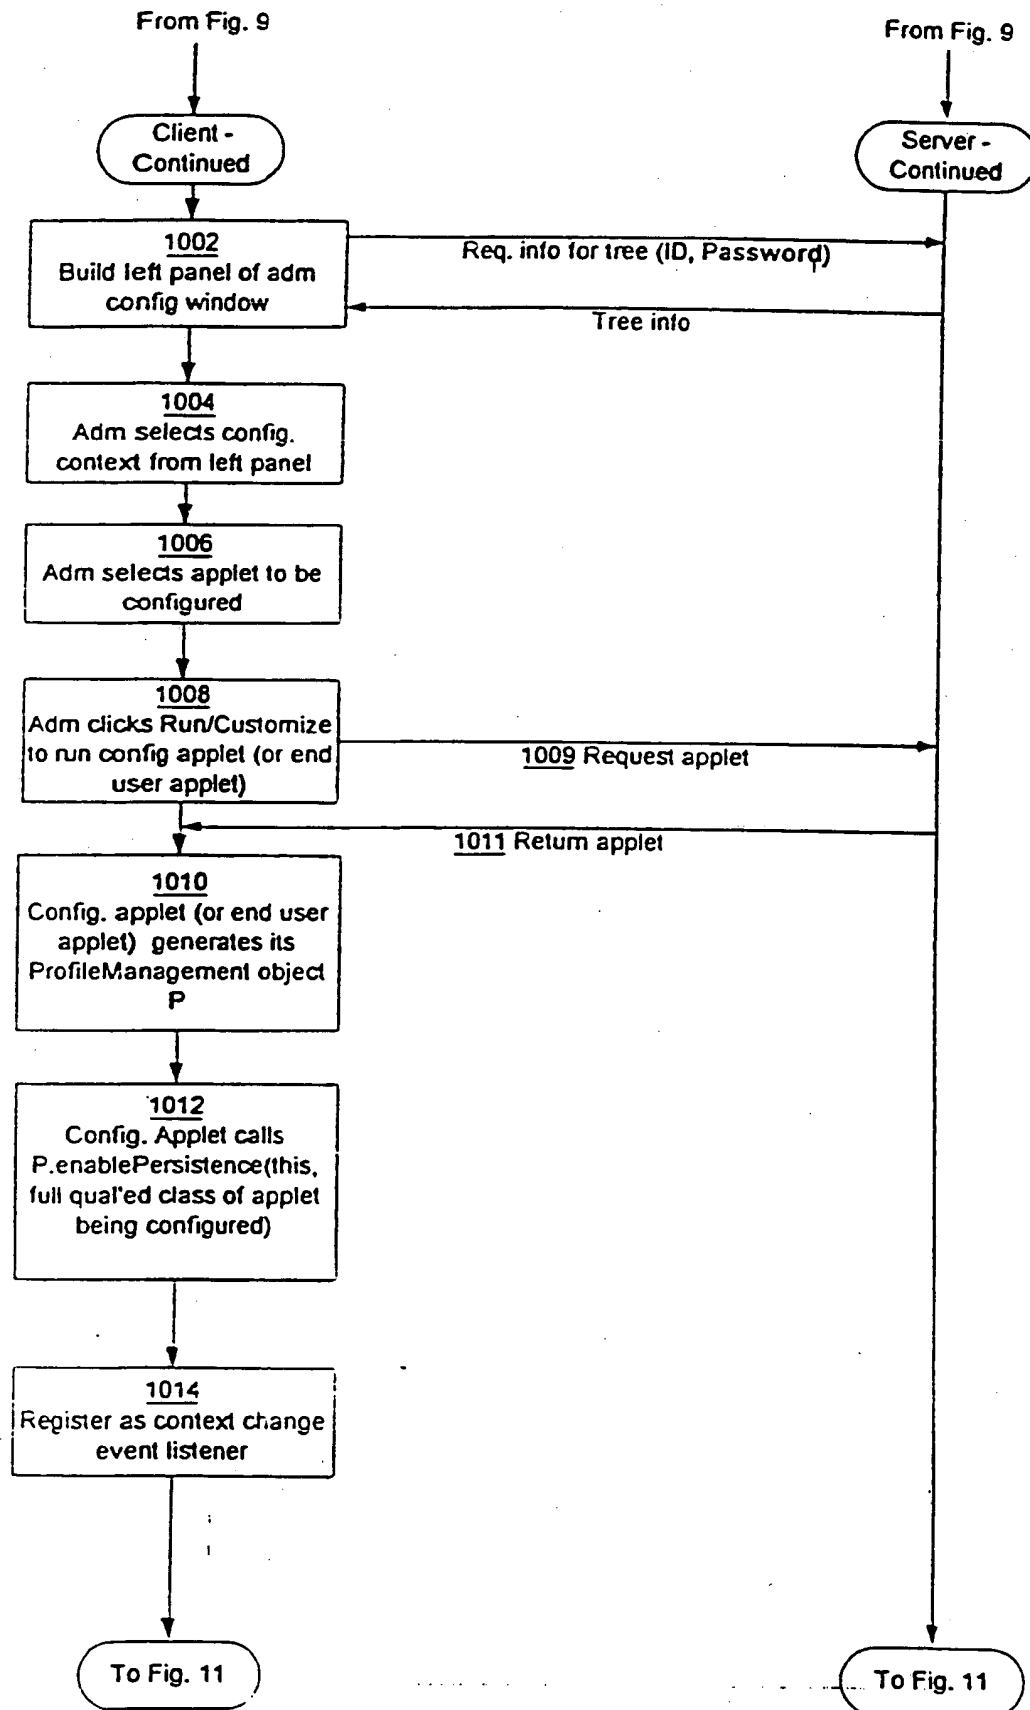 From Fig. 9
From Fig. 9
Client -
Continued
Server -
Continued
1002
Build left panel of adm
config window
Req. info for tree (ID, Password)
Tree info
1004
Adm selects config.
context from left panel
1006
Adm selects applet to be
configured
1008
Adm clicks Run/Customize
to run config applet (or end
user applet)
1009 Request applet
1011 Return applet
1010
Config. applet (or end user
applet) generates its
ProfileManagement object
P
1012
Config. Applet calls
P.enablePersistence(this,
full qual'ed class of applet
being configured)
1014
Register as context change
event listener
To Fig. 11
To Fig. 11